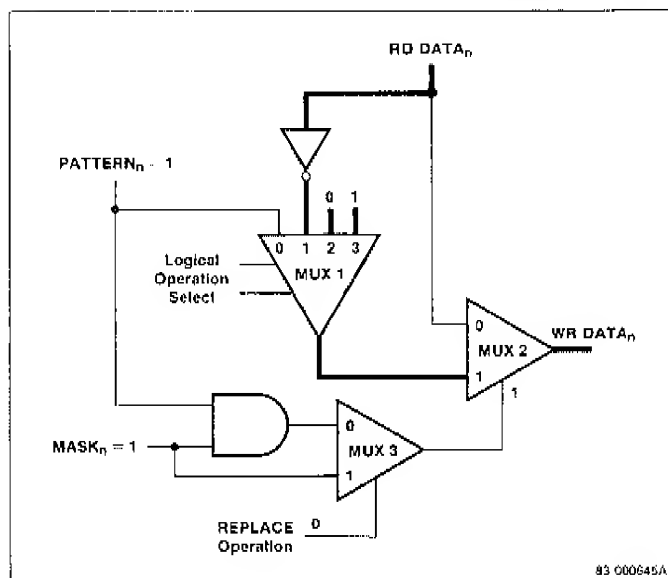 RD DATAn
PATTERNn - 1
0 1
0 1 2 3
MUX 1
Logical
Operation
Select
0
MUX 2
1
WR DATAn
1
MASKn = 1
0
MUX 3
1
REPLACE 0
Operation
83 000645A